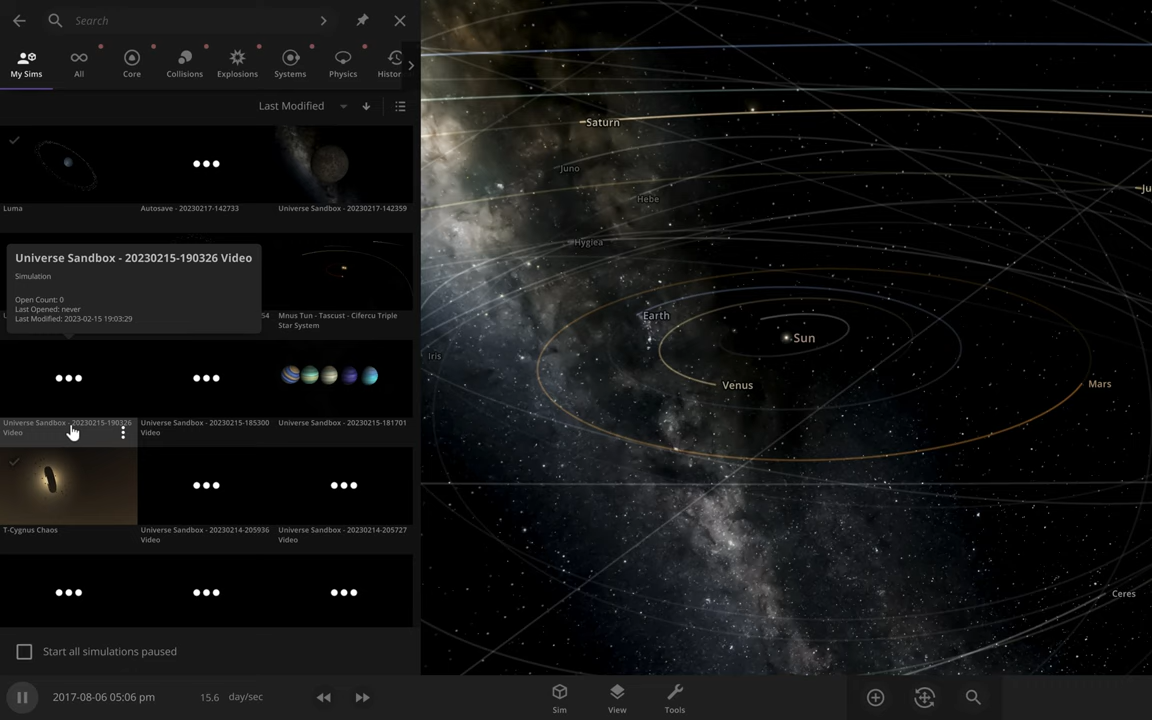 Search
My Sims
All
Core
Collisions
Explosions
Systems
Physics
Histor
Last Modified
Luma
Autosave - 20230217-142733
Universe Sandbox - 20230217-142359
Universe Sandbox - 20230215-190326 Video
Simulation
Open Count: 0
Last Opened: never
Last Modified: 2023-02-15 19:03:29
54
Mnus Tun - Tascust - Cifercu Triple
Star System
Universe Sandbox - 20230215-190326
Video
Universe Sandbox - 20230215-185300
Video
Universe Sandbox - 20230215-181701
T-Cygnus Chaos
Universe Sandbox - 20230214-205936
Video
Universe Sandbox - 20230214-205727
Video
Start all simulations paused
Saturn
Juno
Ju
Hebe
Hygiea
Earth
Sun
Iris
Venus
Mars
Ceres
2017-08-06 05:06 pm
15.6 day/sec
Sim
View
Tools